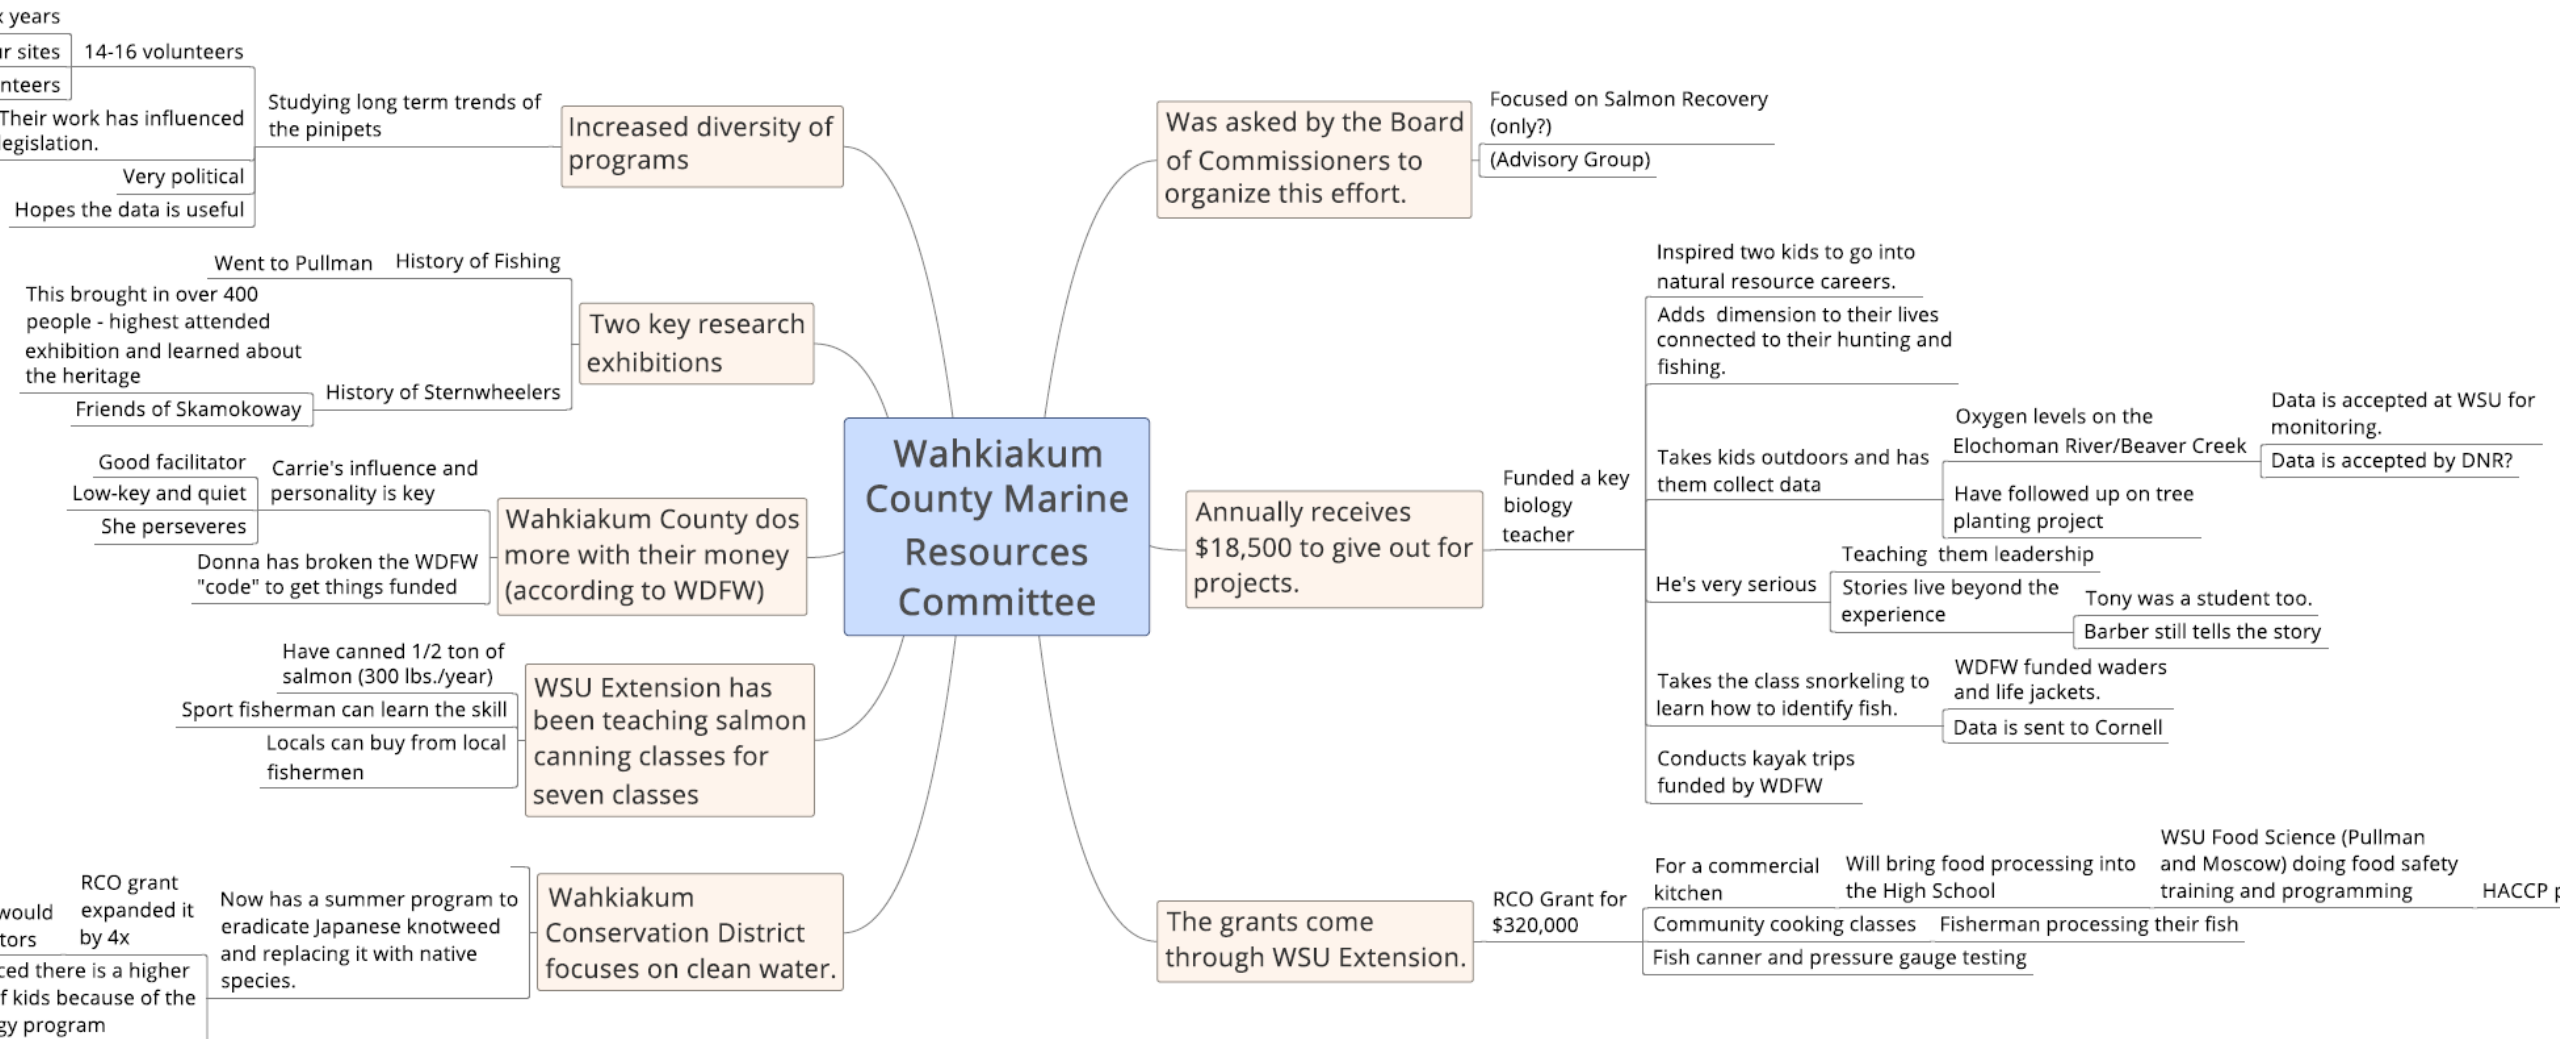 Wahkiakum
County Marine
Resources
Committee
Increased diversity of
programs
Studying long term trends of
the pinipets
14-16 volunteers
years
sites
Their work has influenced
legislation.
Very political
Hopes the data is useful
Two key research
exhibitions
History of Fishing
Went to Pullman
History of Sternwheelers
This brought in over 400
people - highest attended
exhibition and learned about
the heritage
Friends of Skamokoway
Wahkiakum County dos
more with their money
(according to WDFW)
Carrie's influence and
personality is key
Good facilitator
Low-key and quiet
She perseveres
Donna has broken the WDFW
"code" to get things funded
WSU Extension has
been teaching salmon
canning classes for
seven classes
Have canned 1/2 ton of
salmon (300 lbs./year)
Sport fisherman can learn the skill
Locals can buy from local
fishermen
Wahkiakum
Conservation District
focuses on clean water.
Now has a summer program to
eradicate Japanese knotweed
and replacing it with native
species.
RCO grant
expanded it
by 4x
would
there is a higher
kids because of the
program
Was asked by the Board
of Commissioners to
organize this effort.
Focused on Salmon Recovery
(only?)
(Advisory Group)
Annually receives
$18,500 to give out for
projects.
Funded a key
biology
teacher
Inspired two kids to go into
natural resource careers.
Adds  dimension to their lives
connected to their hunting and
fishing.
Takes kids outdoors and has
them collect data
Oxygen levels on the
Elochoman River/Beaver Creek
Data is accepted at WSU for
monitoring.
Data is accepted by DNR?
Have followed up on tree
planting project
He's very serious
Teaching  them leadership
Stories live beyond the
experience
Tony was a student too.
Barber still tells the story
Takes the class snorkeling to
learn how to identify fish.
WDFW funded waders
and life jackets.
Data is sent to Cornell
Conducts kayak trips
funded by WDFW
The grants come
through WSU Extension.
RCO Grant for
$320,000
For a commercial
kitchen
Will bring food processing into
the High School
WSU Food Science (Pullman
and Moscow) doing food safety
training and programming
HACCP
Community cooking classes
Fisherman processing their fish
Fish canner and pressure gauge testing